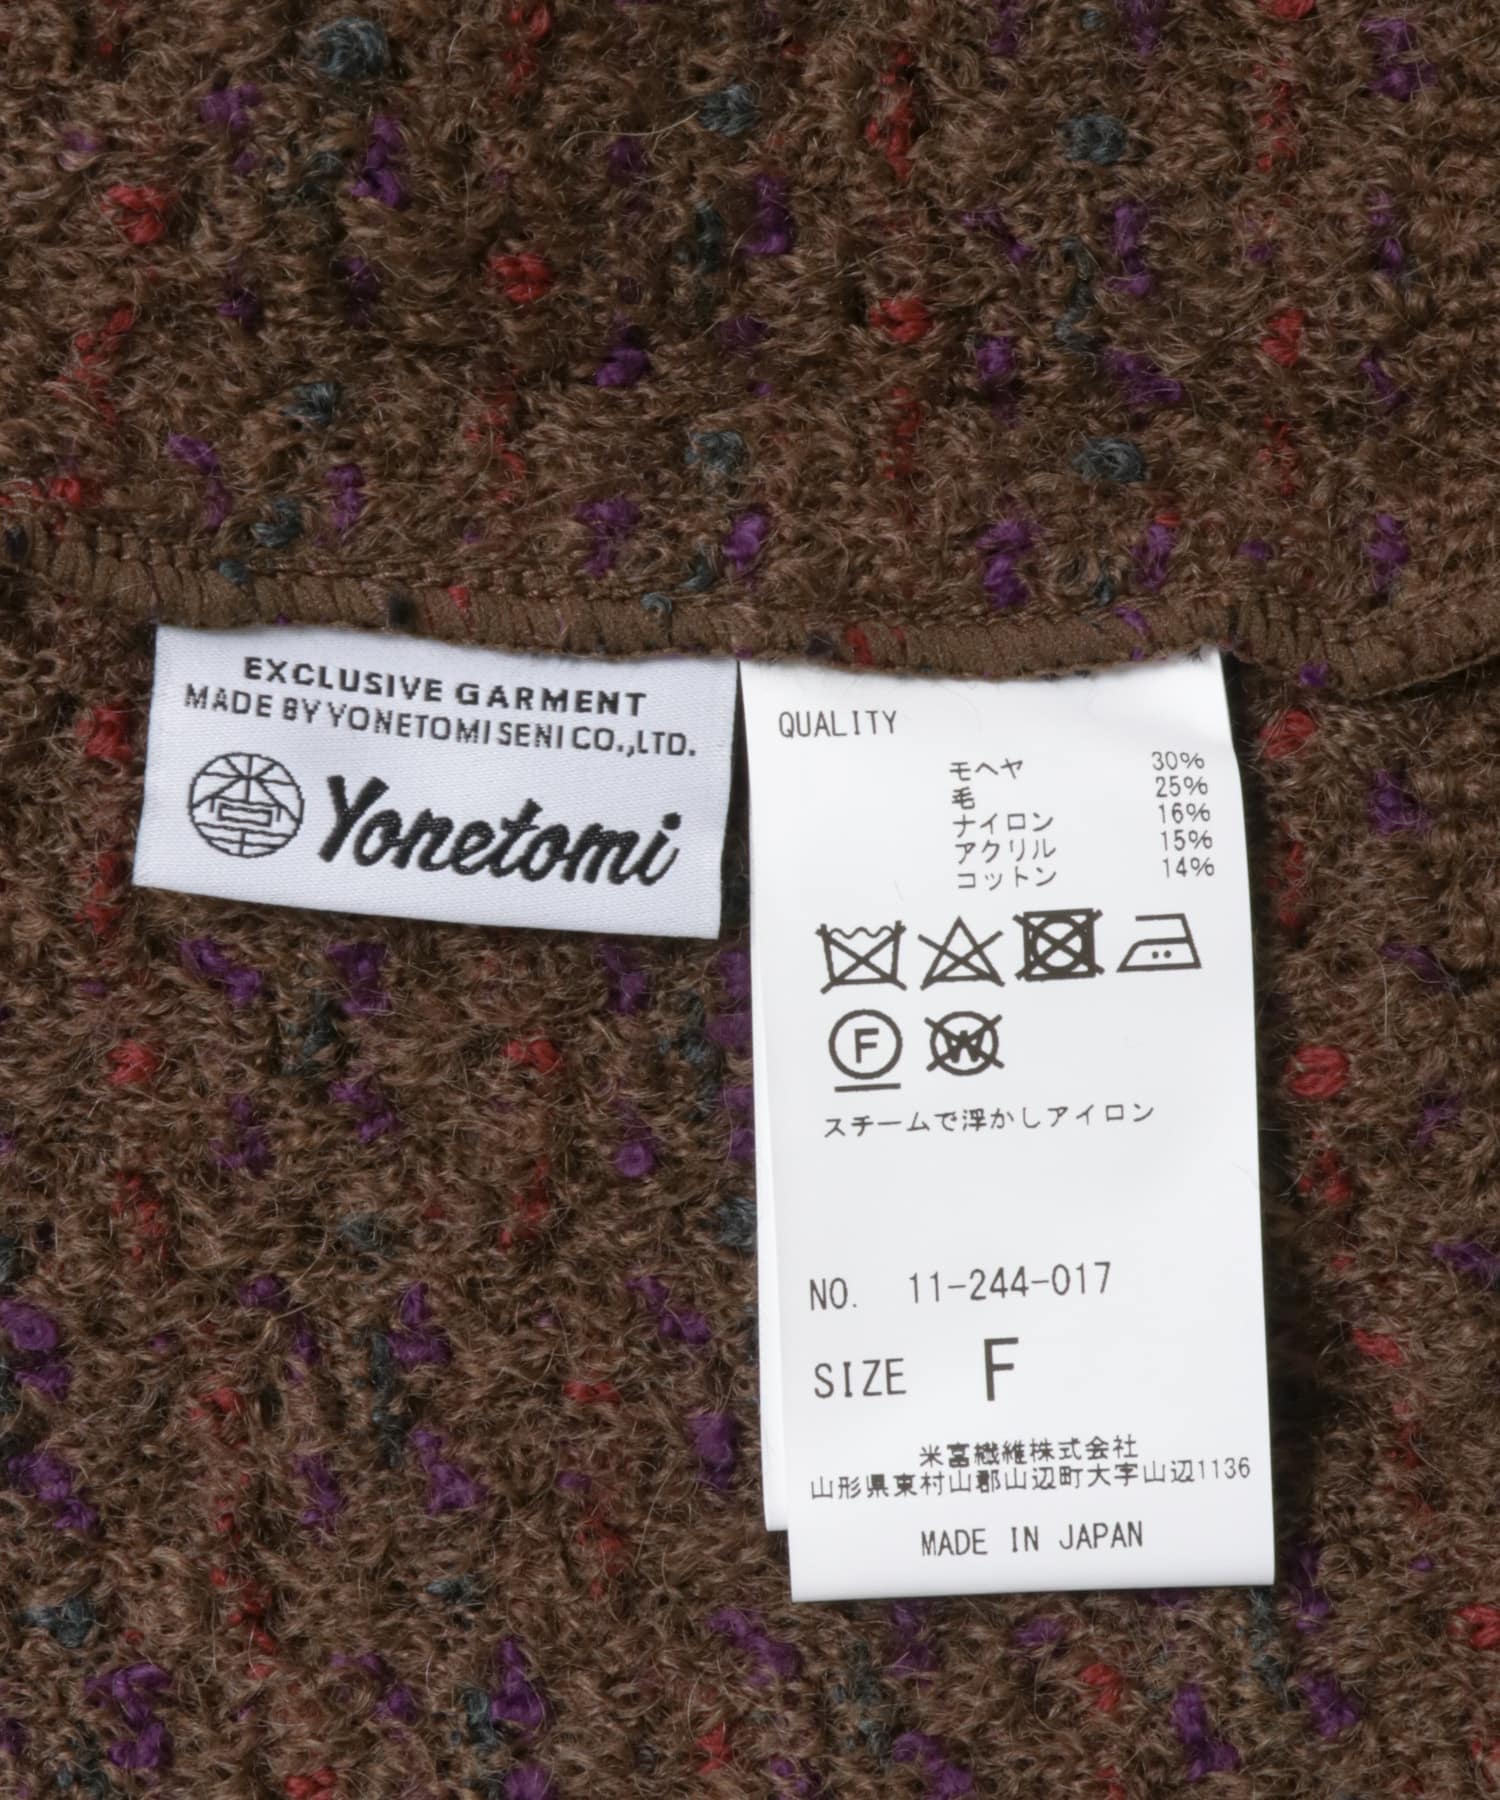 EXCLUSIVE GARMENT
MADE BY YONETOMI SENI CO.,LTD.
Yonetomi
QUALITY
モヘヤ 30%
毛 25%
ナイロン 16%
アクリル 15%
コットン 14%
F
W
スチームで浮かしアイロン
NO. 11-244-017
SIZE F
米富繊維株式会社
山形県東村山郡山辺町大字山辺1136
MADE IN JAPAN